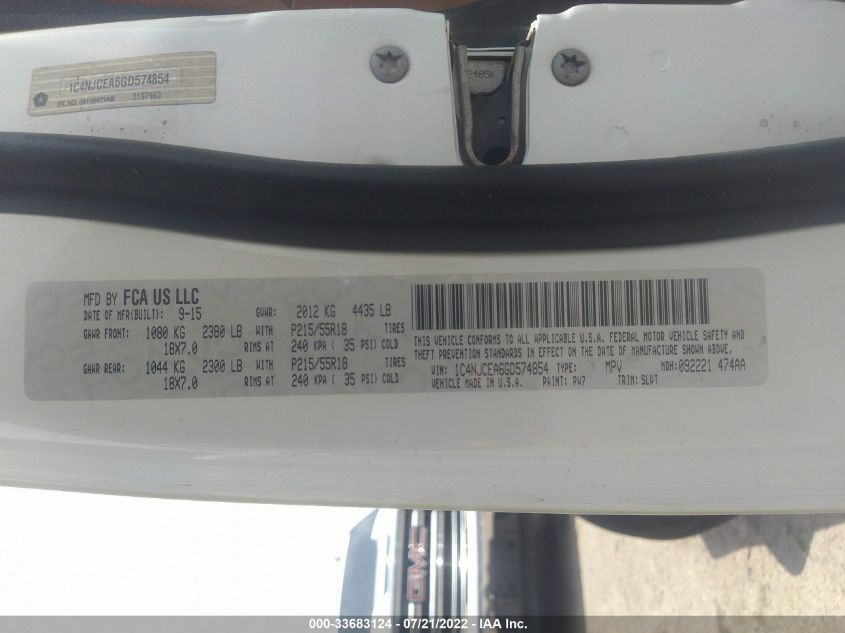 1C4NJCEA6GD574854
PT. NO. 2197960
MFD BY FCA US LLC
DATE OF MFR(BUILT): 9-15 GVWR: 2012 KG 4435 LB
GAWR FRONT: 1080 KG 2380 LB WITH P215/55R18 TIRES
18X7.0 RIMS AT 240 KPA ( 35 PSI) COLD
GAWR REAR: 1044 KG 2300 LB WITH P215/55R18 TIRES
18X7.0 RIMS AT 240 KPA ( 35 PSI) COLD
THIS VEHICLE CONFORMS TO ALL APPLICABLE U.S.A. FEDERAL MOTOR VEHICLE SAFETY AND
THEFT PREVENTION STANDARDS IN EFFECT ON THE DATE OF MANUFACTURE SHOWN ABOVE.
VIN: 1C4NJCEA6GD574854 TYPE: MPV MDH: 092221 474AA
VEHICLE MADE IN U.S.A. PAINT: PW7 TRIM: SLVT
GMC
000-33683124 - 07/21/2022 - IAA Inc.